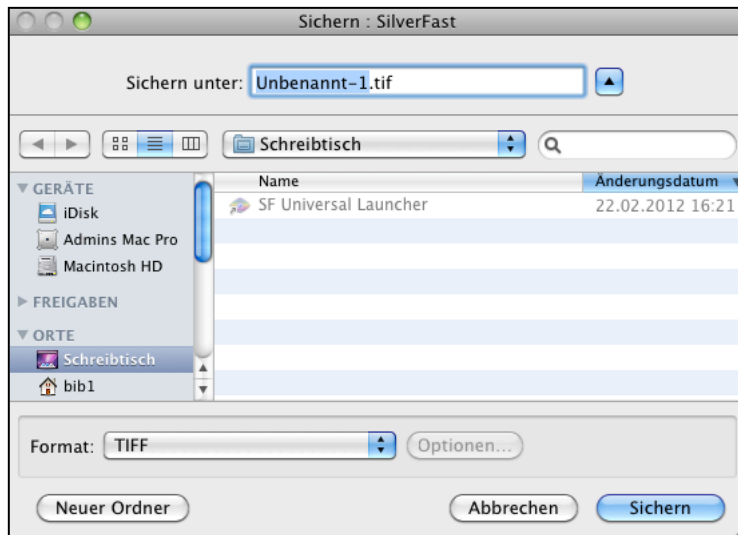 Sichern : SilverFast
Sichern unter: Unbenannt-1.tif
Schreibtisch
Name Änderungsdatum
GERÄTE
iDisk
Admins Mac Pro
Macintosh HD
FREIGABEN
ORTE
Schreibtisch
bib1
SF Universal Launcher 22.02.2012 16:21
Format: TIFF Optionen...
Neuer Ordner Abbrechen Sichern